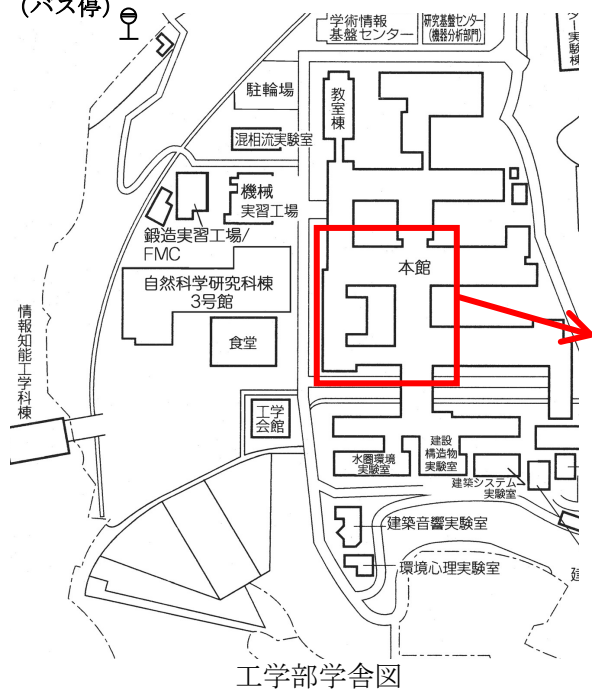 (バス停)
学術情報
基盤センター
研究基盤センター
(機器分析部門)
駐輪場
教室棟
混相流実験室
機械
実習工場
鍛造実習工場/
FMC
本館
自然科学研究科棟
3号館
食堂
情報知能工学科棟
工学
会館
水圏環境
実験室
建設
構造物
実験室
建築システム
実験室
建築音響実験室
環境心理実験室
工学部学舎図